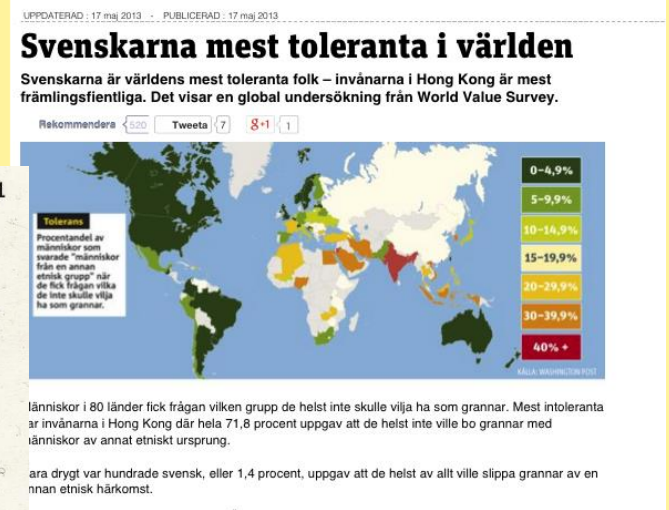 UPPDATERAD : 17 maj 2013 - PUBLICERAD : 17 maj 2013
Svenskarna mest toleranta i världen
Svenskarna är världens mest toleranta folk – invånarna i Hong Kong är mest
främlingsfientliga. Det visar en global undersökning från World Value Survey.
Rekommendera 520 Tweeta 7 g+1 1
1
Tolerans
Procentandel av
människor som
svarade "människor
från en annan
etnisk grupp" när
de fick frågan vilka
de inte skulle vilja
ha som grannar.
0–4,9%
5–9,9%
10–14,9%
15–19,9%
20–29,9%
30–39,9%
40% +
KÄLLA: WASHINGTON POST
länniskor i 80 länder fick frågan vilken grupp de helst inte skulle vilja ha som grannar. Mest intoleranta
ar invånarna i Hong Kong där hela 71,8 procent uppgav att de helst inte ville bo grannar med
änniskor av annat etniskt ursprung.
ara drygt var hundrade svensk, eller 1,4 procent, uppgav att de helst av allt ville slippa grannar av en
nnan etnisk härkomst.